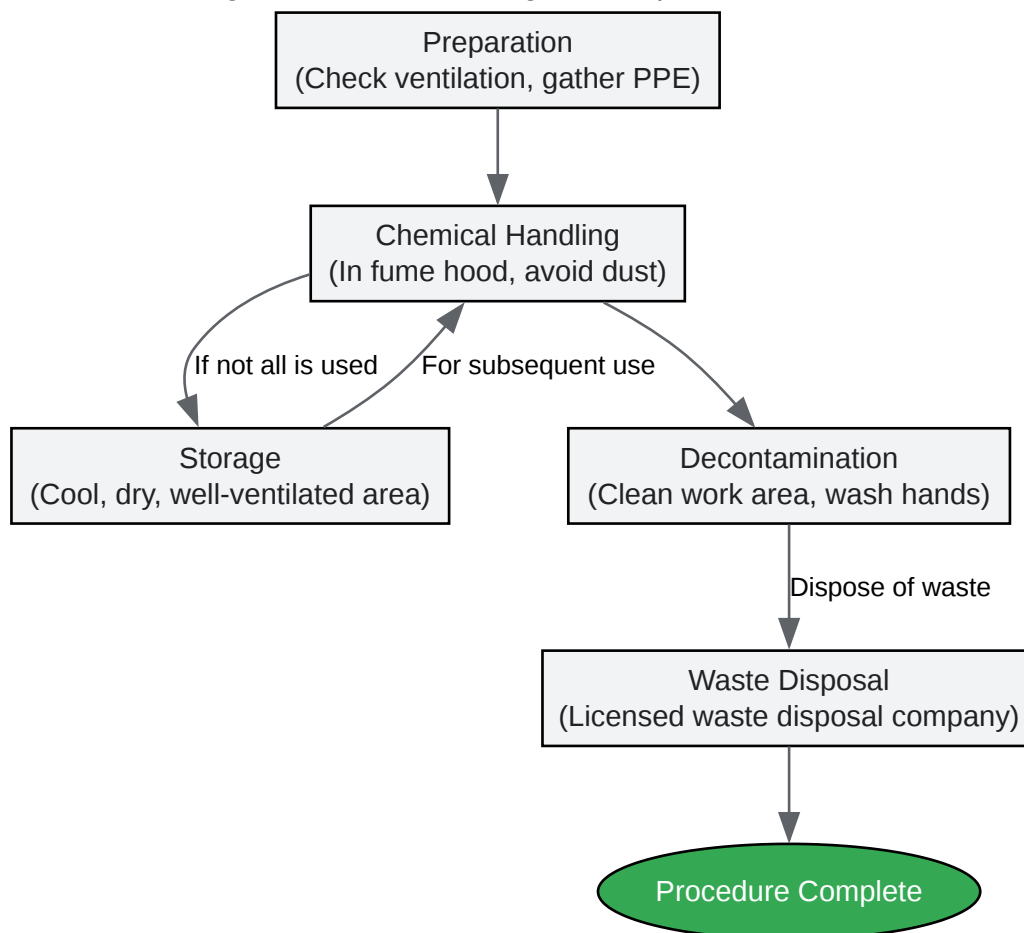 Preparation
(Check ventilation, gather PPE)
Chemical Handling
(In fume hood, avoid dust)
If not all is used
For subsequent use
Storage
(Cool, dry, well-ventilated area)
Decontamination
(Clean work area, wash hands)
Dispose of waste
Waste Disposal
(Licensed waste disposal company)
Procedure Complete